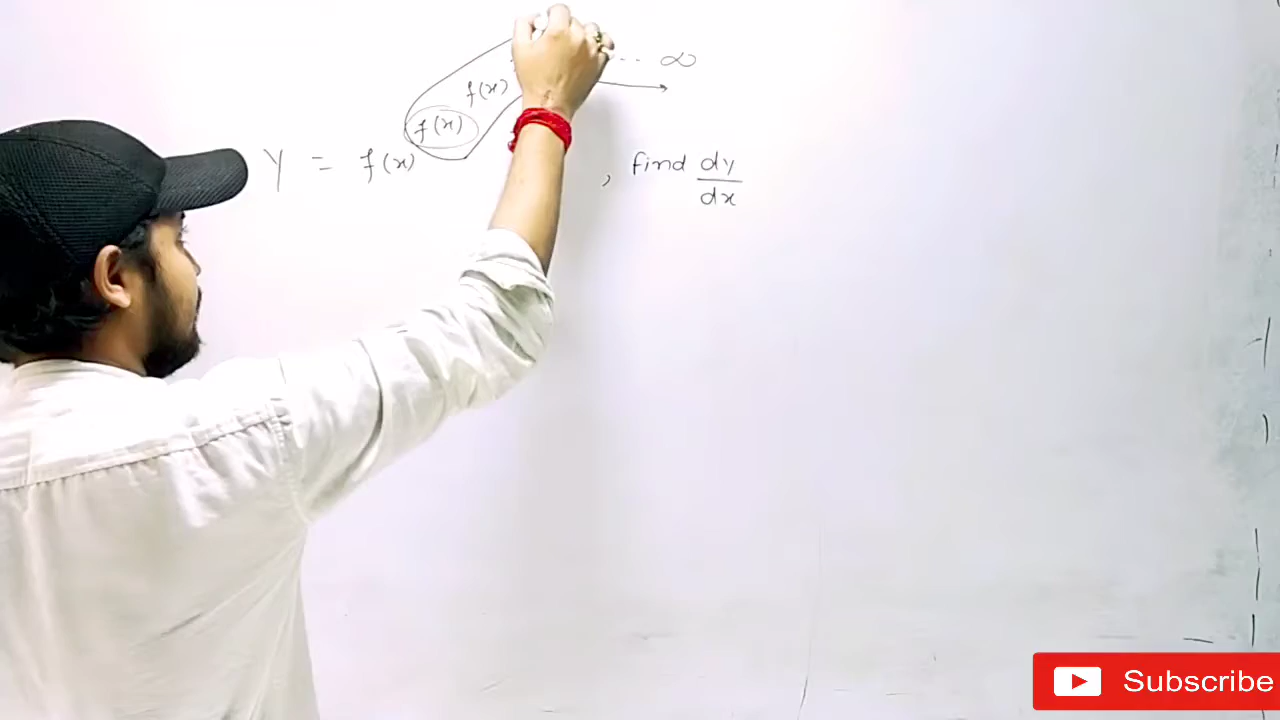 Y = f(x)^f(x)^f(x) .. ∞ , find dy/dx
Subscribe